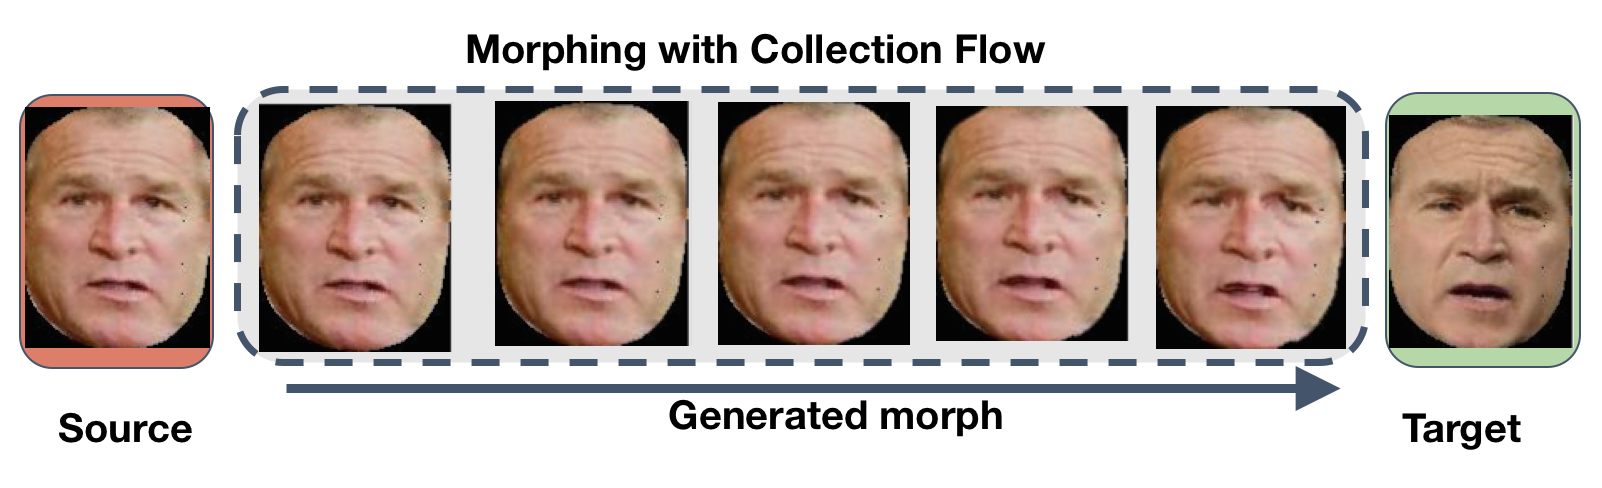 Morphing with Collection Flow
Generated morph
Source
Target